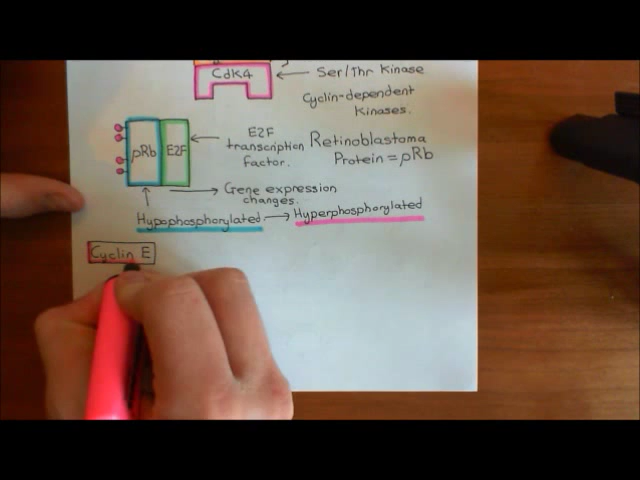 Cdk4
Ser/Thr Kinase
Cyclin-dependent
Kinases.
pRb
E2F
E2F
transcription
Factor.
Retinoblastoma
Protein = pRb
Gene expression
changes.
Hypophosphorylated
Hyperphosphorylated
Cyclin E